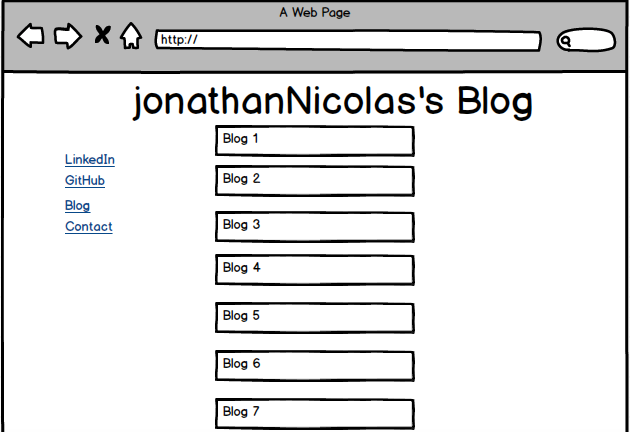 A Web Page
http://
jonathanNicolas's Blog
LinkedIn
GitHub
Blog
Contact
Blog 1
Blog 2
Blog 3
Blog 4
Blog 5
Blog 6
Blog 7